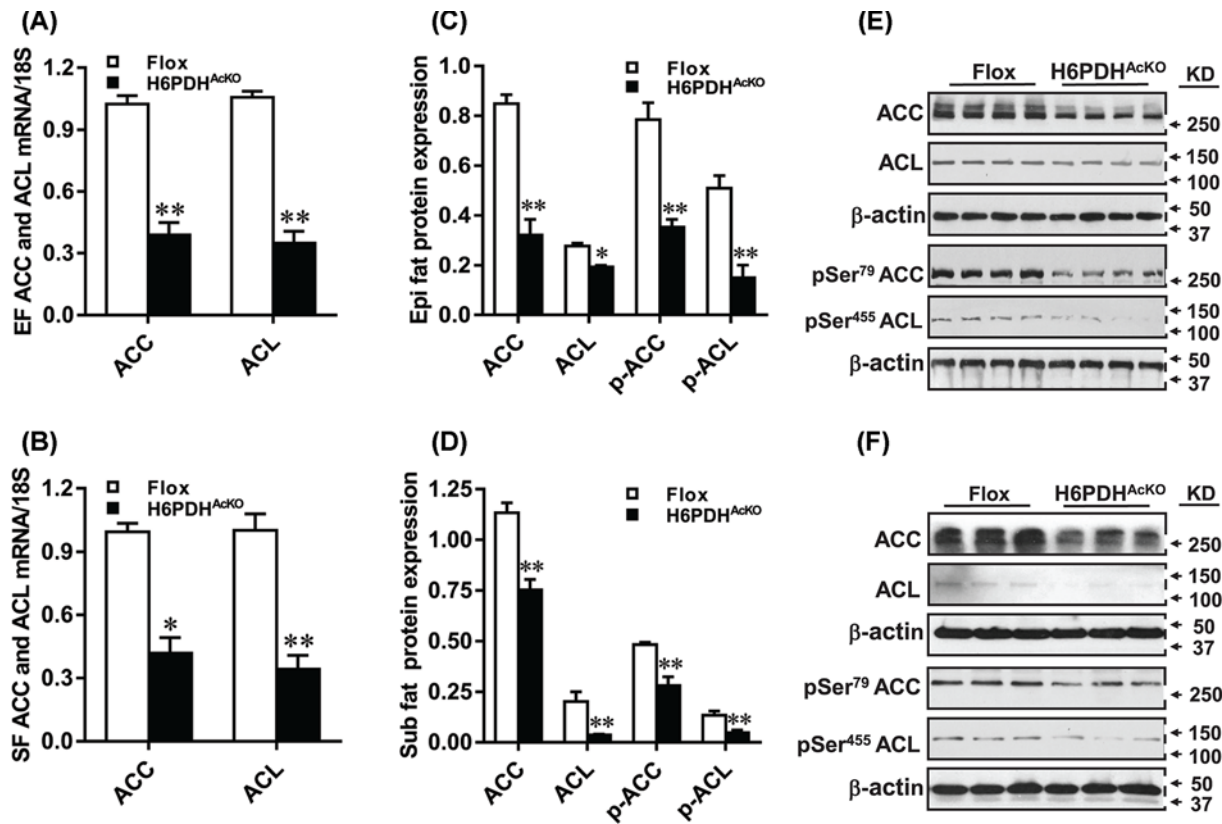 (A)
EF ACC and ACL mRNA/18S
Flox
H6PDH^AcKO
1.2
0.9
0.6
0.3
0.0
**
**
ACC
ACL
(B)
SF ACC and ACL mRNA/18S
Flox
H6PDH^AcKO
1.2
0.9
0.6
0.3
0.0
*
**
ACC
ACL
(C)
Epi fat protein expression
Flox
H6PDH^AcKO
1.0
0.8
0.6
0.4
0.2
0.0
**
*
**
**
ACC
ACL
p-ACC
p-ACL
(D)
Sub fat protein expression
Flox
H6PDH^AcKO
1.25
1.00
0.75
0.50
0.25
0.00
**
**
**
**
ACC
ACL
p-ACC
p-ACL
(E)
Flox H6PDH^AcKO KD
ACC
250
ACL
150
100
β-actin
50
37
pSer^79 ACC
250
pSer^455 ACL
150
100
β-actin
50
37
(F)
Flox H6PDH^AcKO KD
ACC
250
ACL
150
100
β-actin
50
37
pSer^79 ACC
250
pSer^455 ACL
150
100
β-actin
50
37